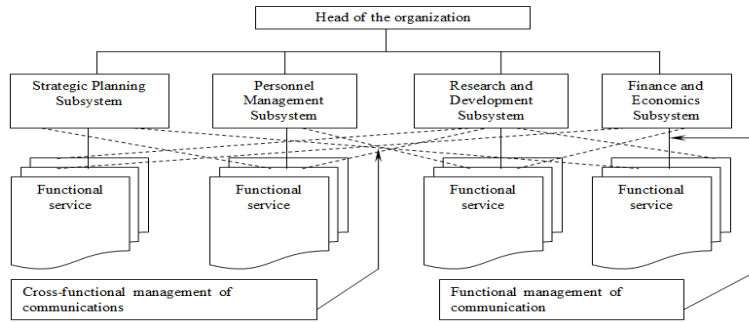 Head of the organization
Strategic Planning
Subsystem
Personnel
Management
Subsystem
Research and
Development
Subsystem
Finance and
Economics
Subsystem
Functional
service
Functional
service
Functional
service
Functional
service
Cross-functional management of
communications
Functional management of
communication